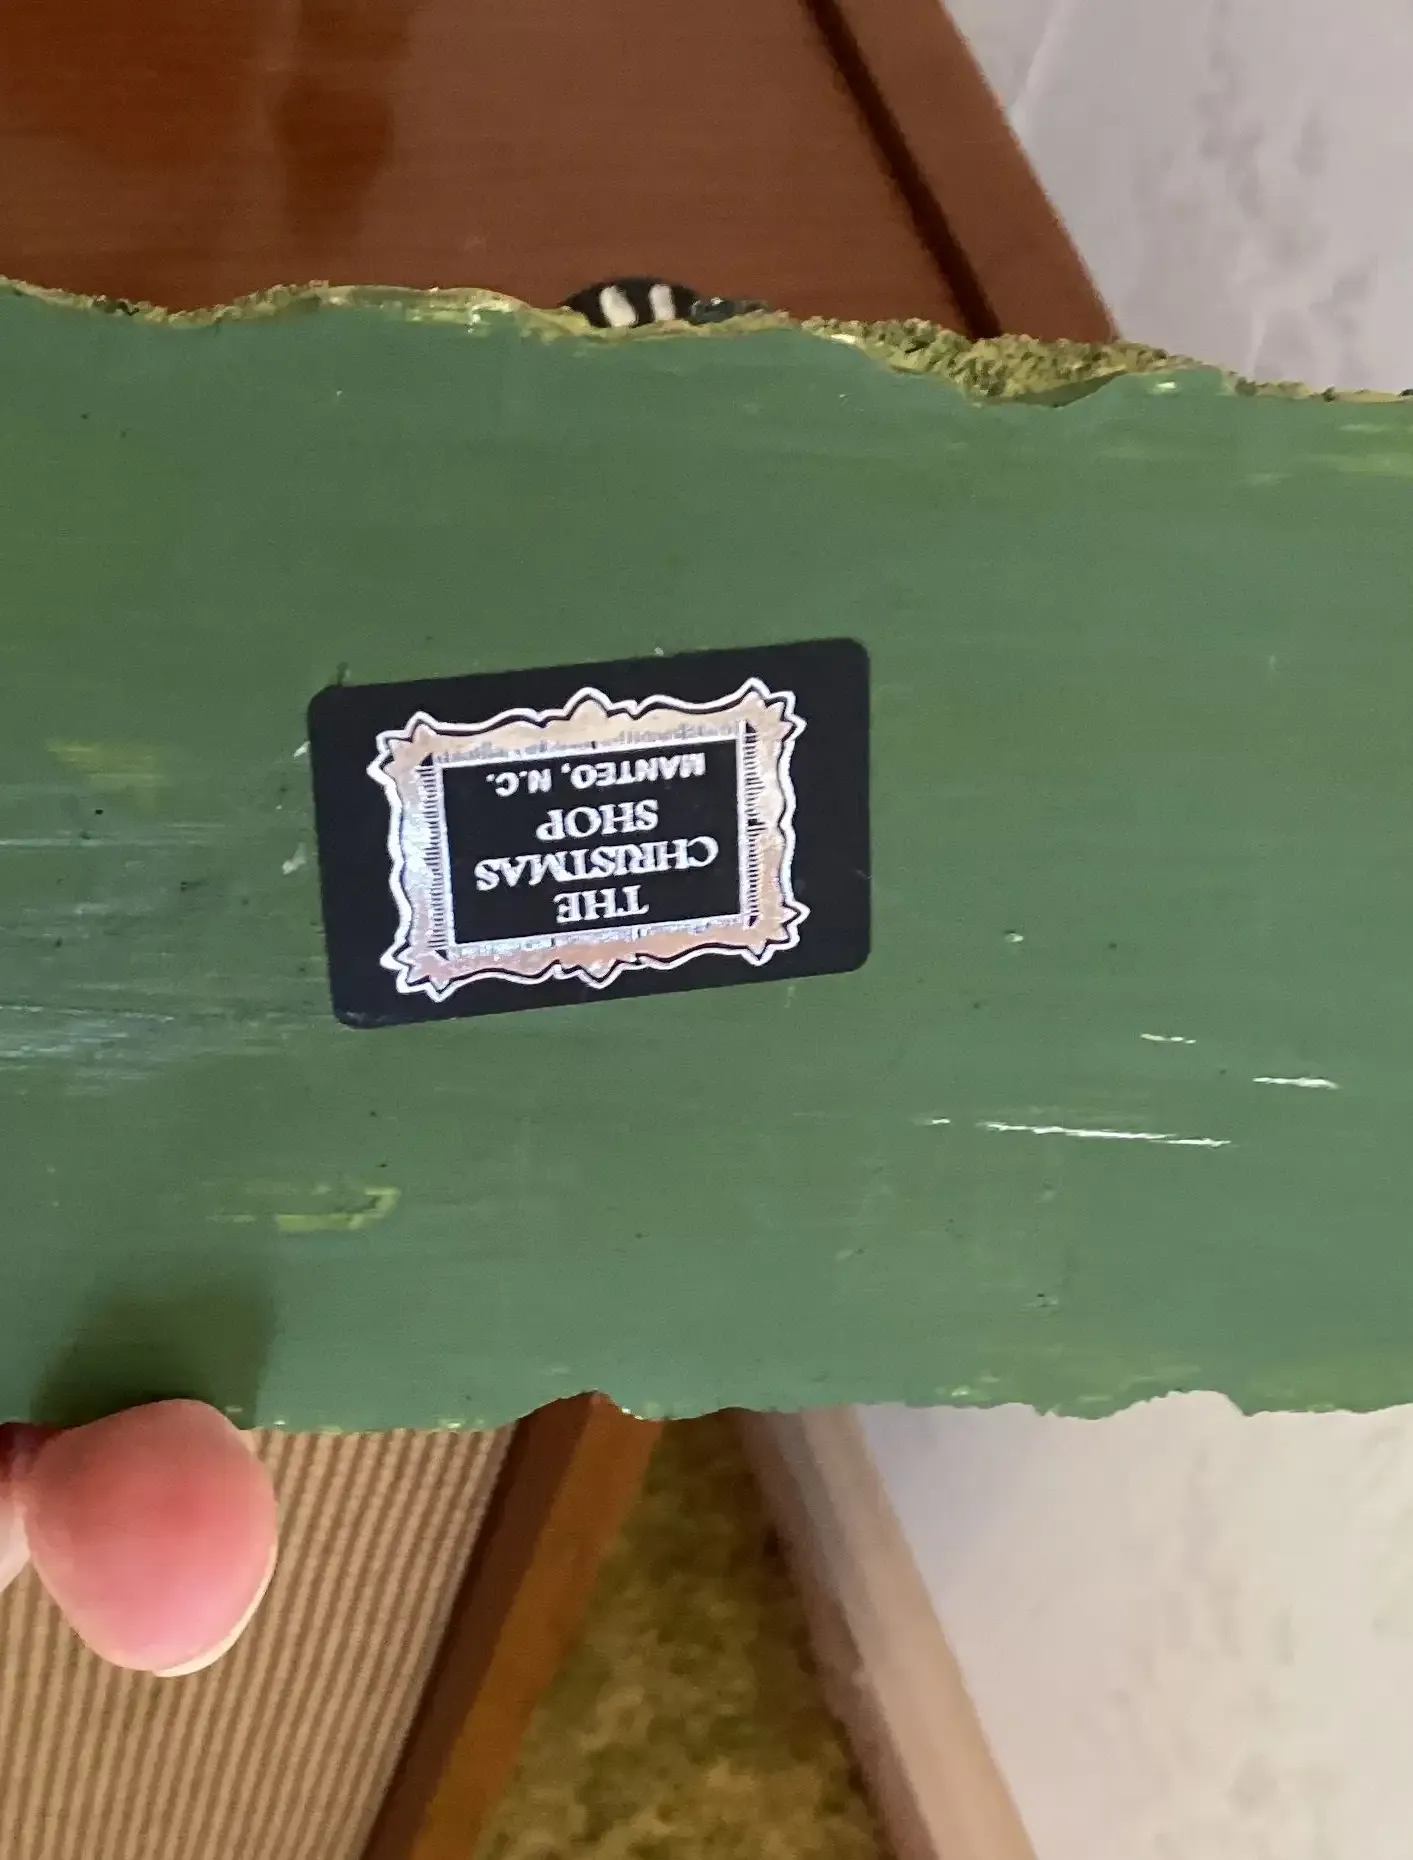 THE
CHRISTMAS
SHOP
MANTEO, N.C.